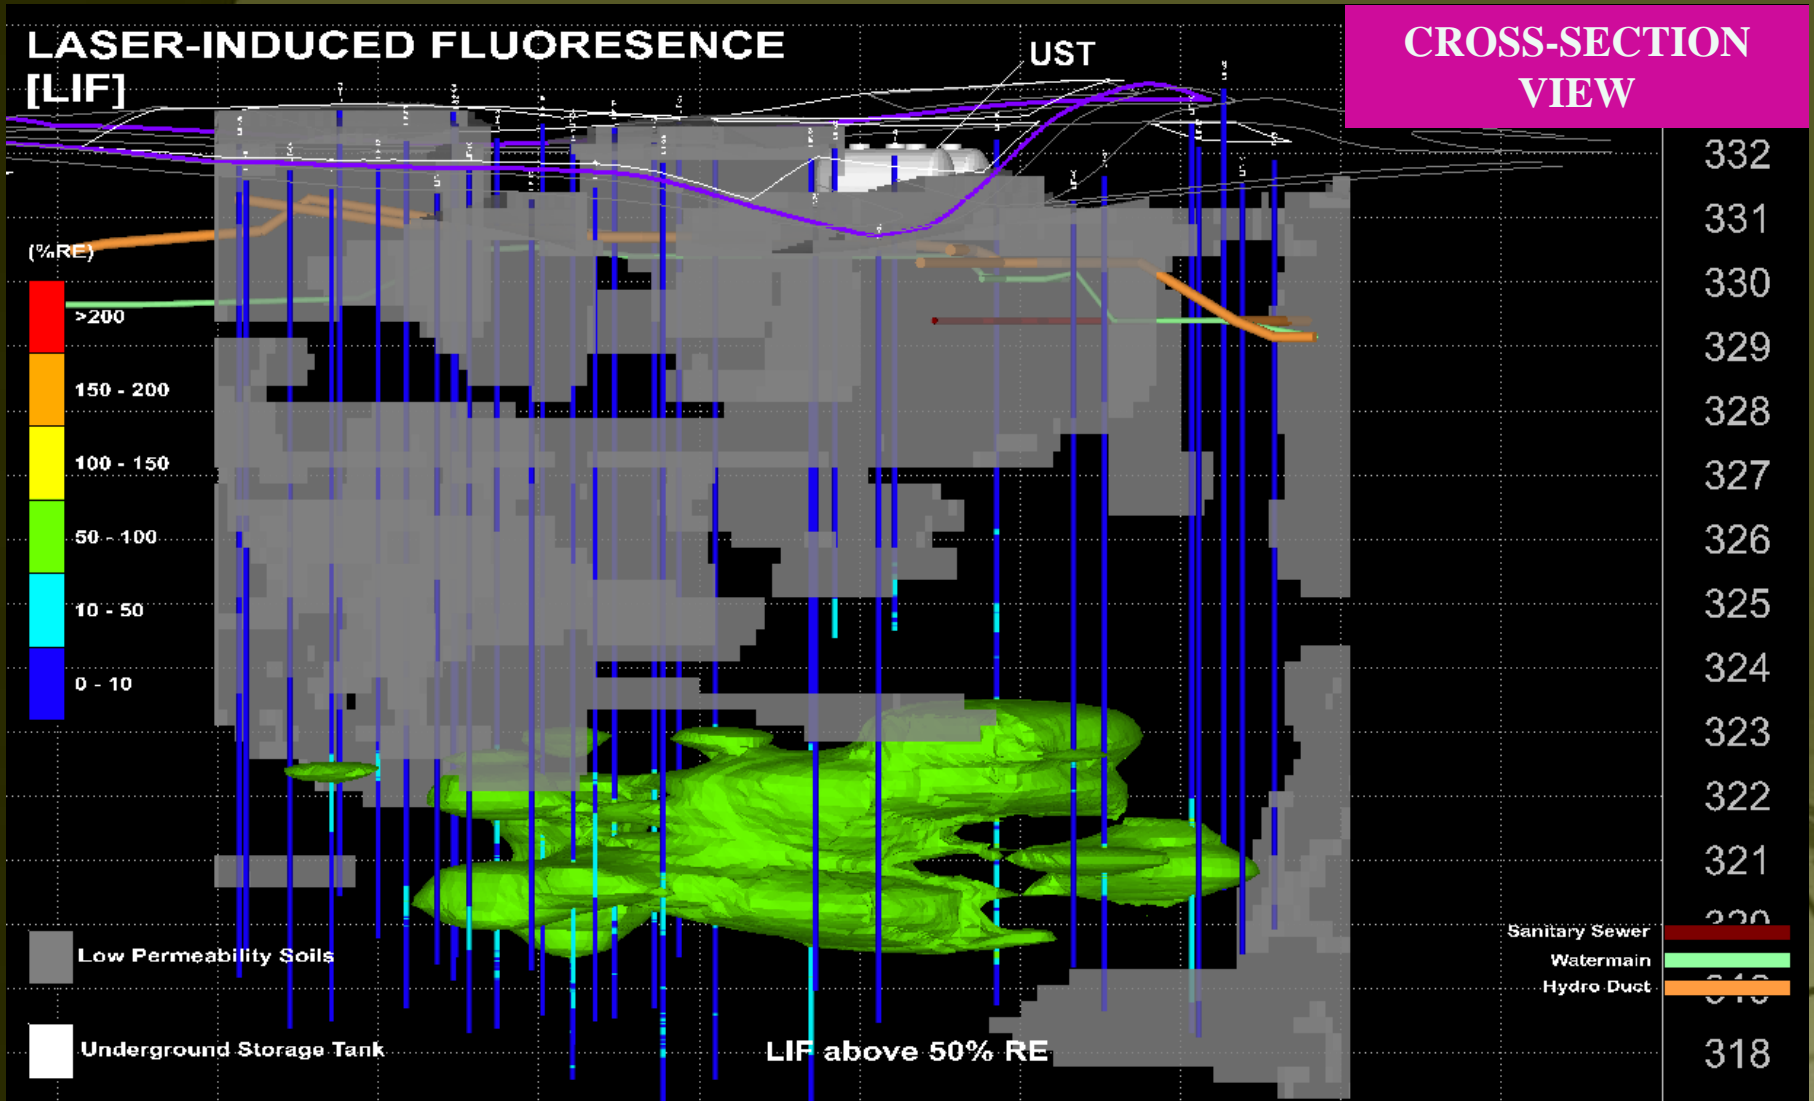 LASER-INDUCED FLUORESENCE
[LIF]
UST
CROSS-SECTION
VIEW
(%RE)
>200
150 - 200
100 - 150
50 - 100
10 - 50
0 - 10
332
331
330
329
328
327
326
325
324
323
322
321
320
318
Sanitary Sewer
Watermain
Hydro Duct
Low Permeability Soils
Underground Storage Tank
LIF above 50% RE